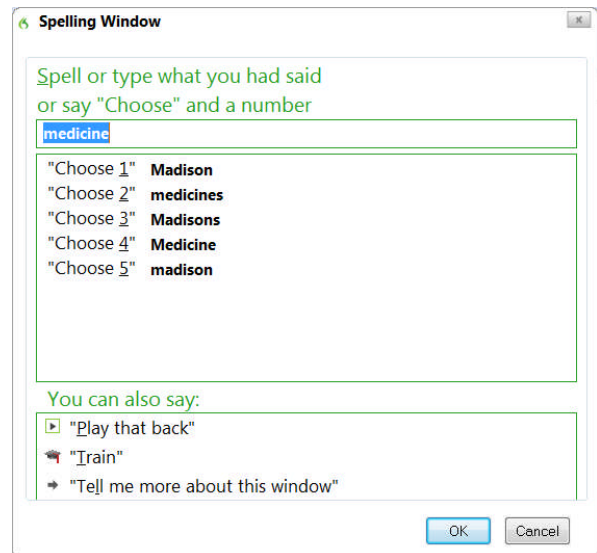 Spelling Window
Spell or type what you had said
or say "Choose" and a number
medicine
"Choose 1" Madison
"Choose 2" medicines
"Choose 3" Madisons
"Choose 4" Medicine
"Choose 5" madison
You can also say:
"Play that back"
"Train"
"Tell me more about this window"
OK Cancel